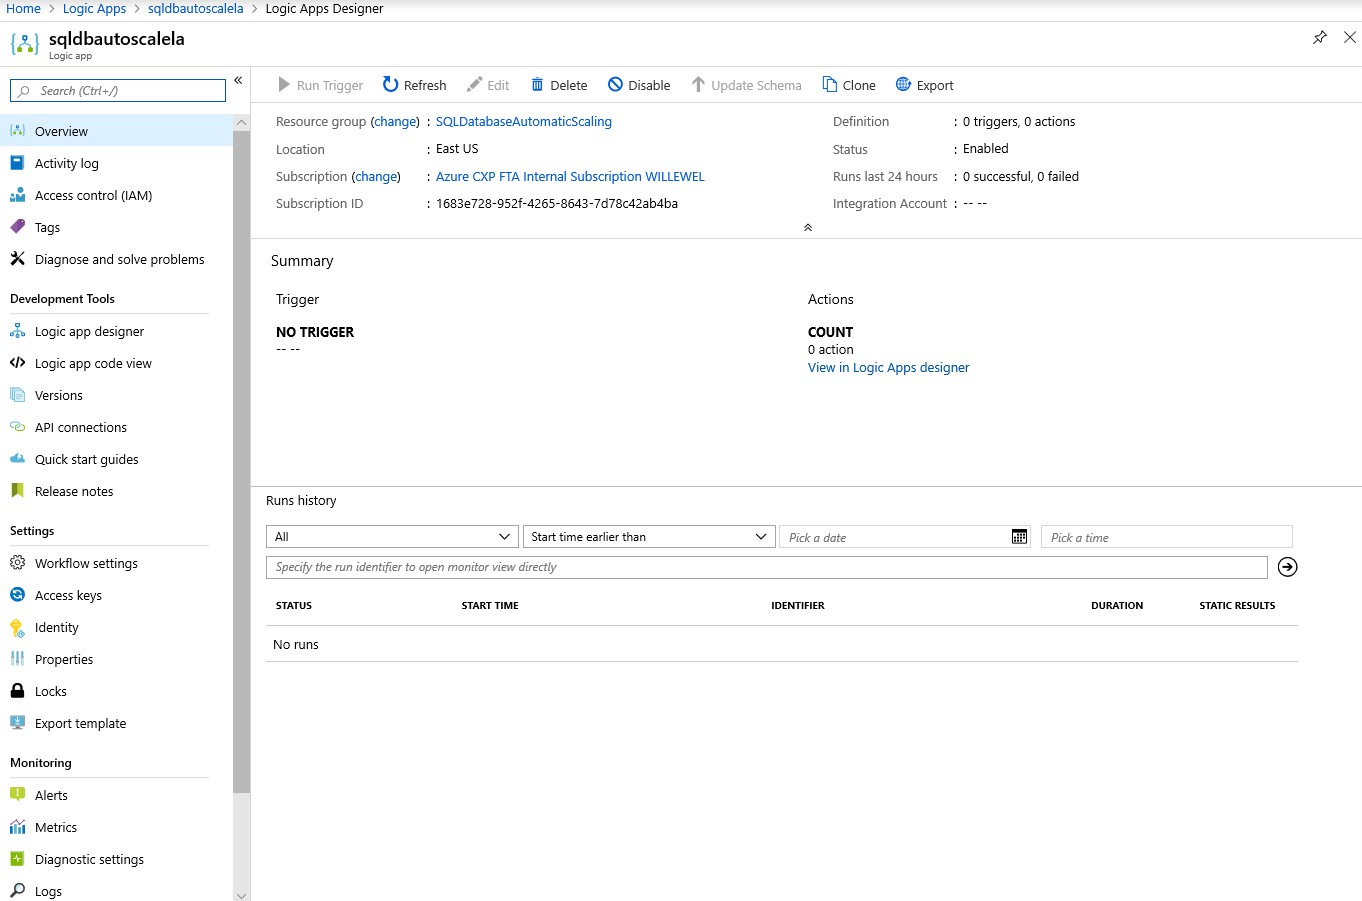 Home > Logic Apps > sqldbautoscalela > Logic Apps Designer
sqldbautoscalela
Logic app
Search (Ctrl+/)
Overview
Activity log
Access control (IAM)
Tags
Diagnose and solve problems
Development Tools
Logic app designer
Logic app code view
Versions
API connections
Quick start guides
Release notes
Settings
Workflow settings
Access keys
Identity
Properties
Locks
Export template
Monitoring
Alerts
Metrics
Diagnostic settings
Logs
Run Trigger Refresh Edit Delete Disable Update Schema Clone Export
Resource group (change) : SQLDatabaseAutomaticScaling
Location : East US
Subscription (change) : Azure CXP FTA Internal Subscription WILLEWEL
Subscription ID : 1683e728-952f-4265-8643-7d78c42ab4ba
Definition : 0 triggers, 0 actions
Status : Enabled
Runs last 24 hours : 0 successful, 0 failed
Integration Account : -- --
Summary
Trigger
NO TRIGGER
-- --
Actions
COUNT
0 action
View in Logic Apps designer
Runs history
All Start time earlier than Pick a date Pick a time
Specify the run identifier to open monitor view directly
STATUS START TIME IDENTIFIER DURATION STATIC RESULTS
No runs